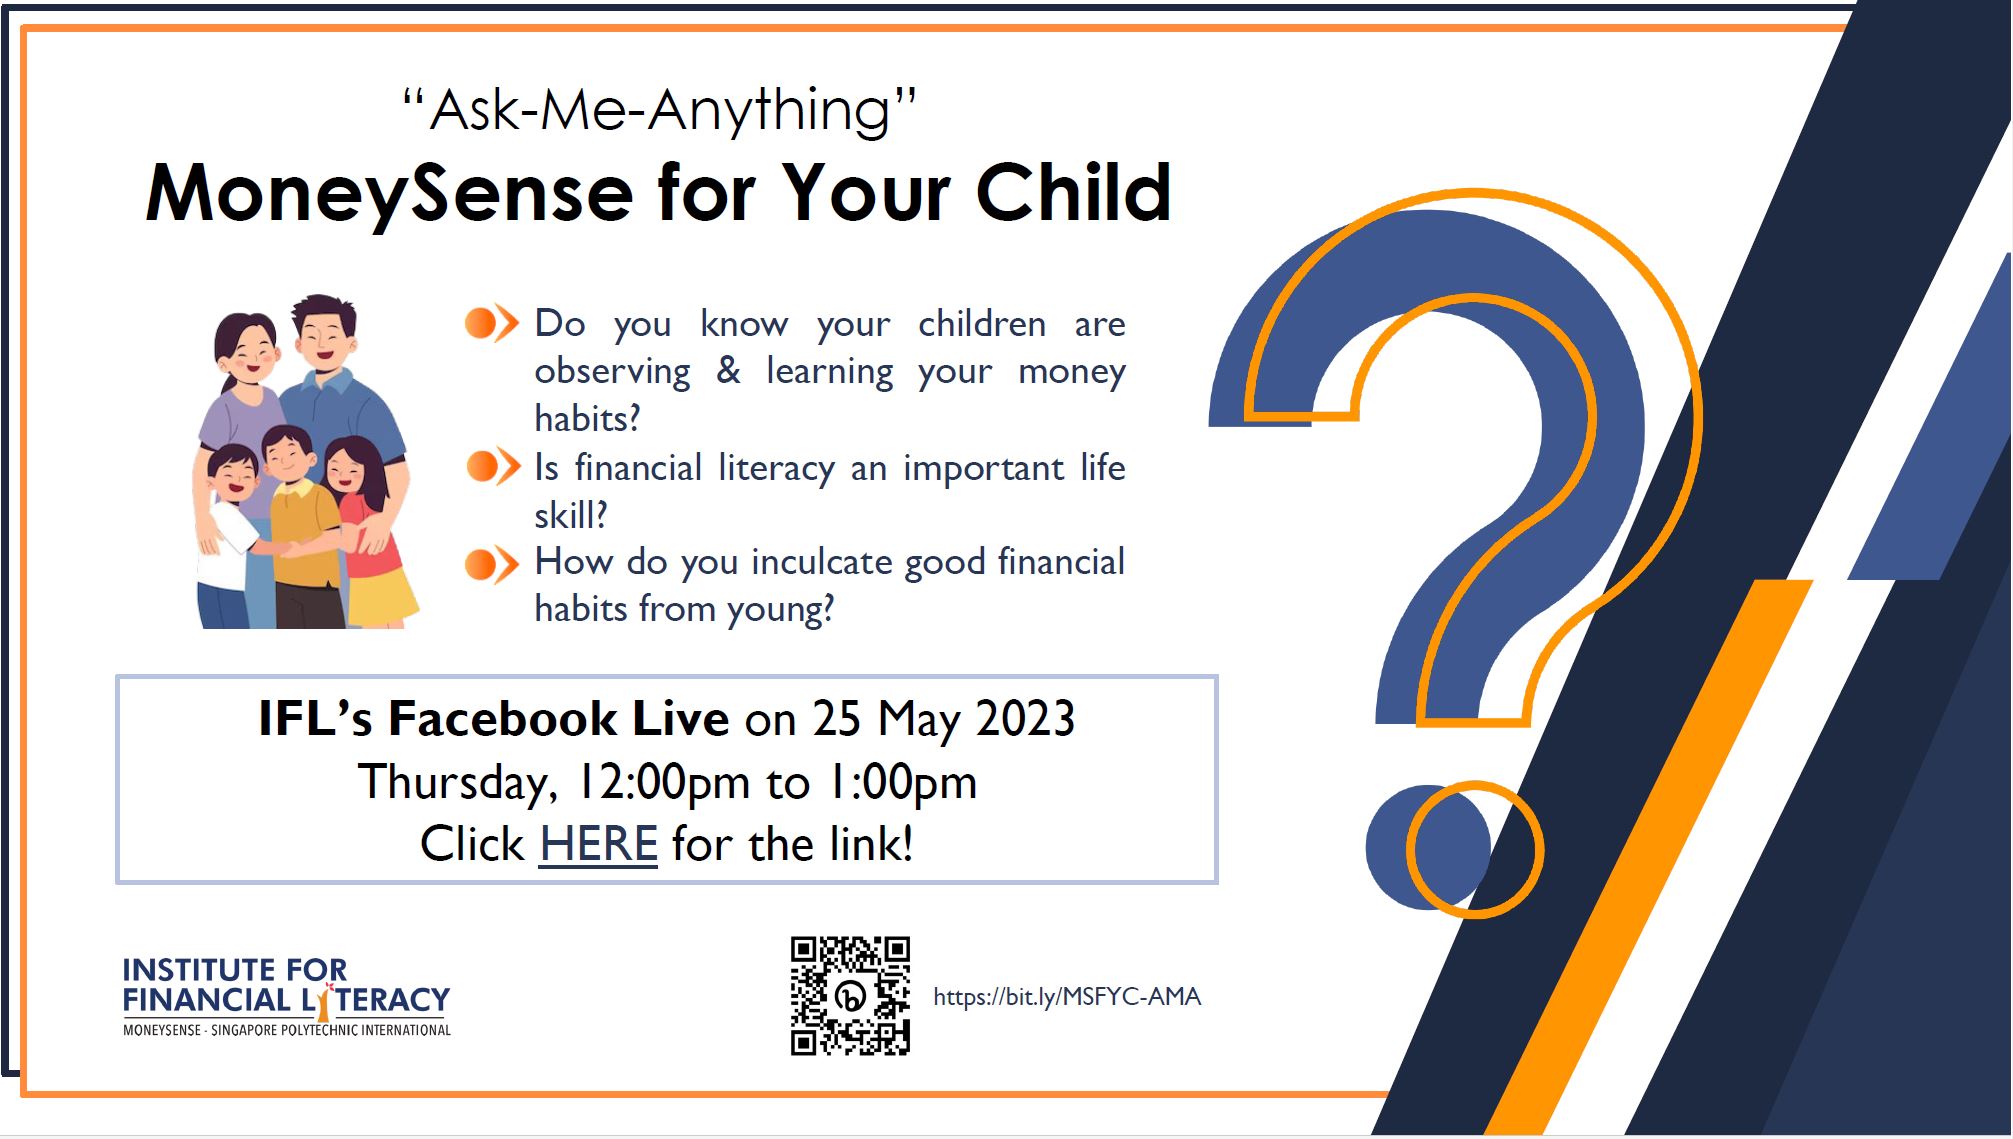 “Ask-Me-Anything”
MoneySense for Your Child
Do you know your children are
observing & learning your money
habits?
Is financial literacy an important life
skill?
How do you inculcate good financial
habits from young?
IFL’s Facebook Live on 25 May 2023
Thursday, 12:00pm to 1:00pm
Click HERE for the link!
INSTITUTE FOR
FINANCIAL LITERACY
MONEYSENSE - SINGAPORE POLYTECHNIC INTERNATIONAL
https://bit.ly/MSFYC-AMA